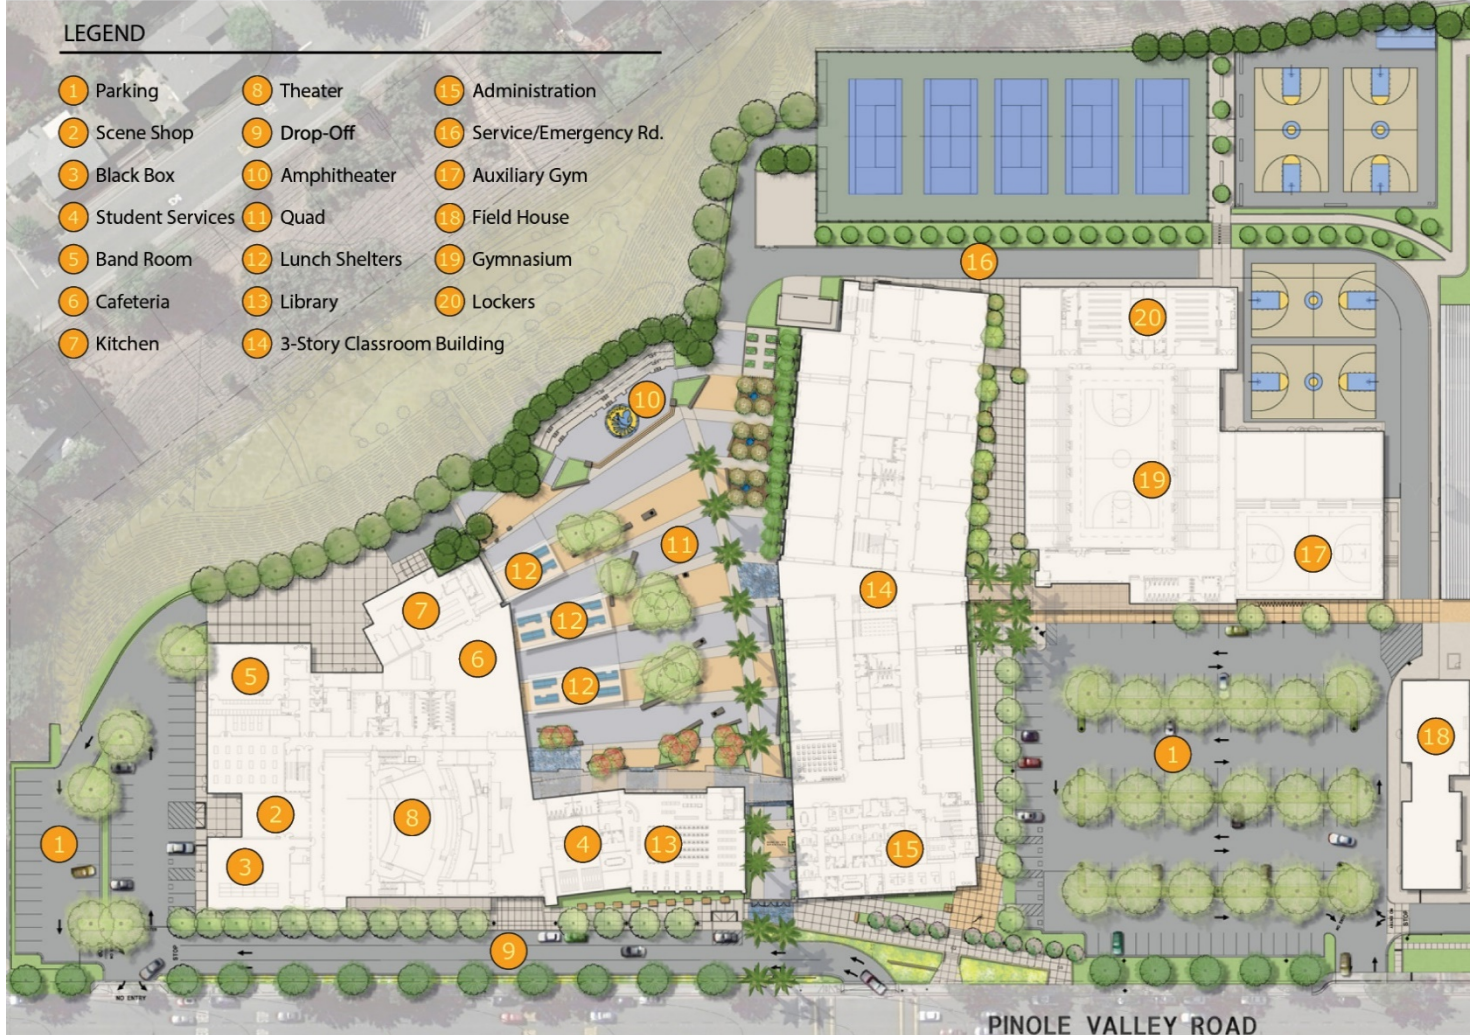 LEGEND
1 Parking
2 Scene Shop
3 Black Box
4 Student Services
5 Band Room
6 Cafeteria
7 Kitchen
8 Theater
9 Drop-Off
10 Amphitheater
11 Quad
12 Lunch Shelters
13 Library
14 3-Story Classroom Building
15 Administration
16 Service/Emergency Rd.
17 Auxiliary Gym
18 Field House
19 Gymnasium
20 Lockers
16
20
10
19
11
17
12
14
7
12
6
5
12
18
1
2
8
1
4
13
15
3
9
STOP
STOP
NO ENTRY
PINOLE VALLEY ROAD